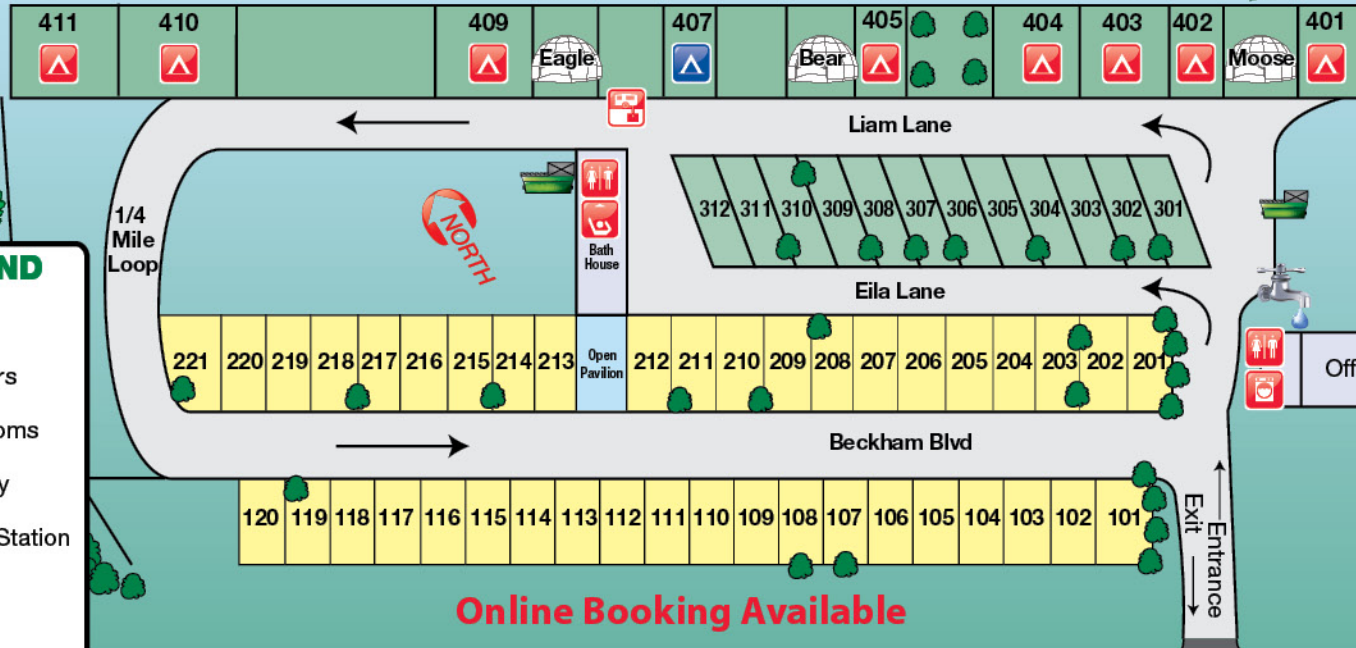 411
410
409
Eagle
407
Bear
405
404
403
402
Moose
401
Liam Lane
1/4
Mile
Loop
NORTH
Bath
House
312 311 310 309 308 307 306 305 304 303 302 301
Eila Lane
221 220 219 218 217 216 215 214 213
Open
Pavilion
212 211 210 209 208 207 206 205 204 203 202 201
Beckham Blvd
120 119 118 117 116 115 114 113 112 111 110 109 108 107 106 105 104 103 102 101
Exit
Entrance
Off
ND
rs
oms
y
Station
Online Booking Available